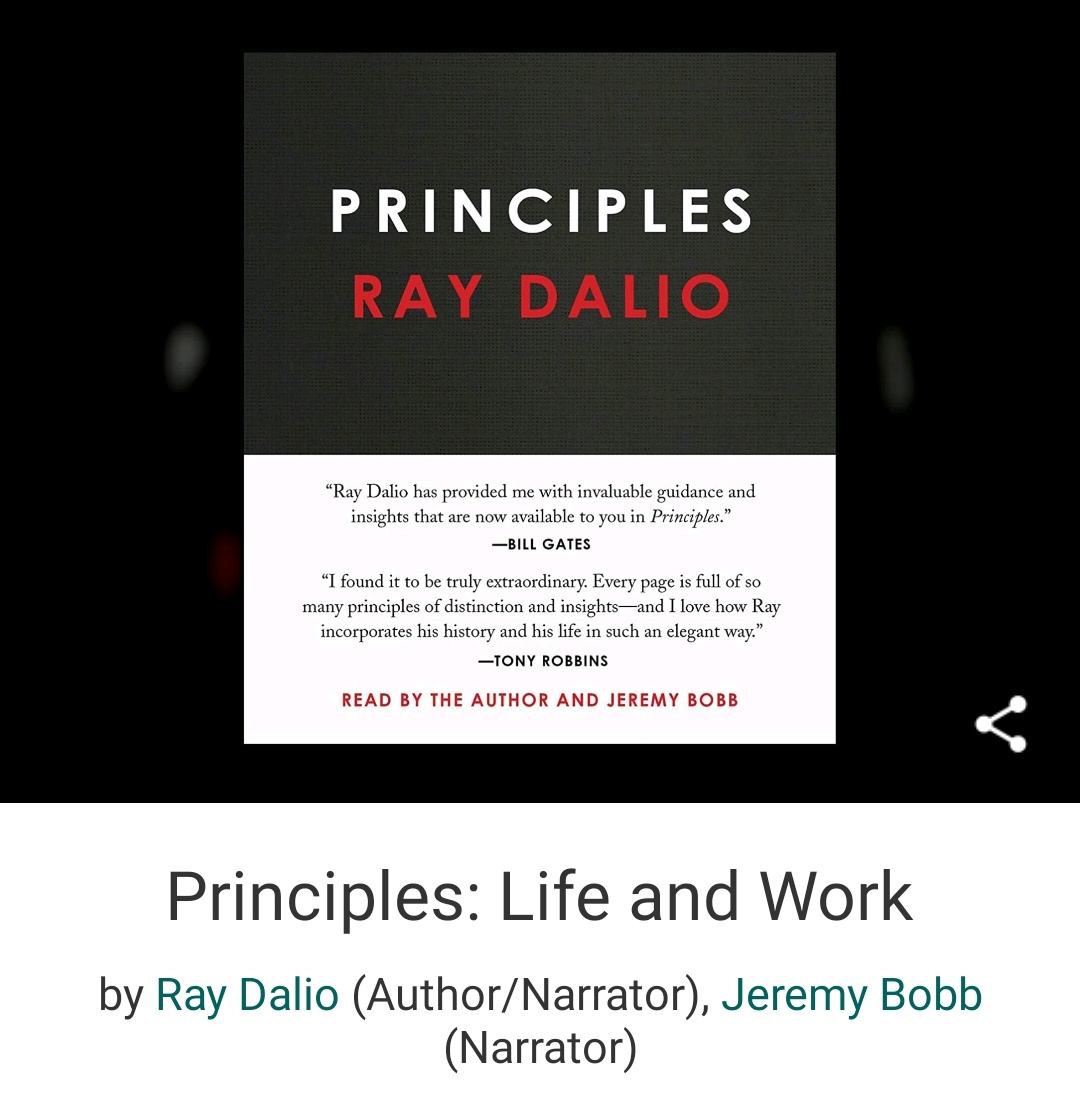 PRINCIPLES
RAY DALIO
“Ray Dalio has provided me with invaluable guidance and
insights that are now available to you in Principles.”
—BILL GATES
“I found it to be truly extraordinary. Every page is full of so
many principles of distinction and insights—and I love how Ray
incorporates his history and his life in such an elegant way.”
—TONY ROBBINS
READ BY THE AUTHOR AND JEREMY BOBB
Principles: Life and Work
by Ray Dalio (Author/Narrator), Jeremy Bobb
(Narrator)